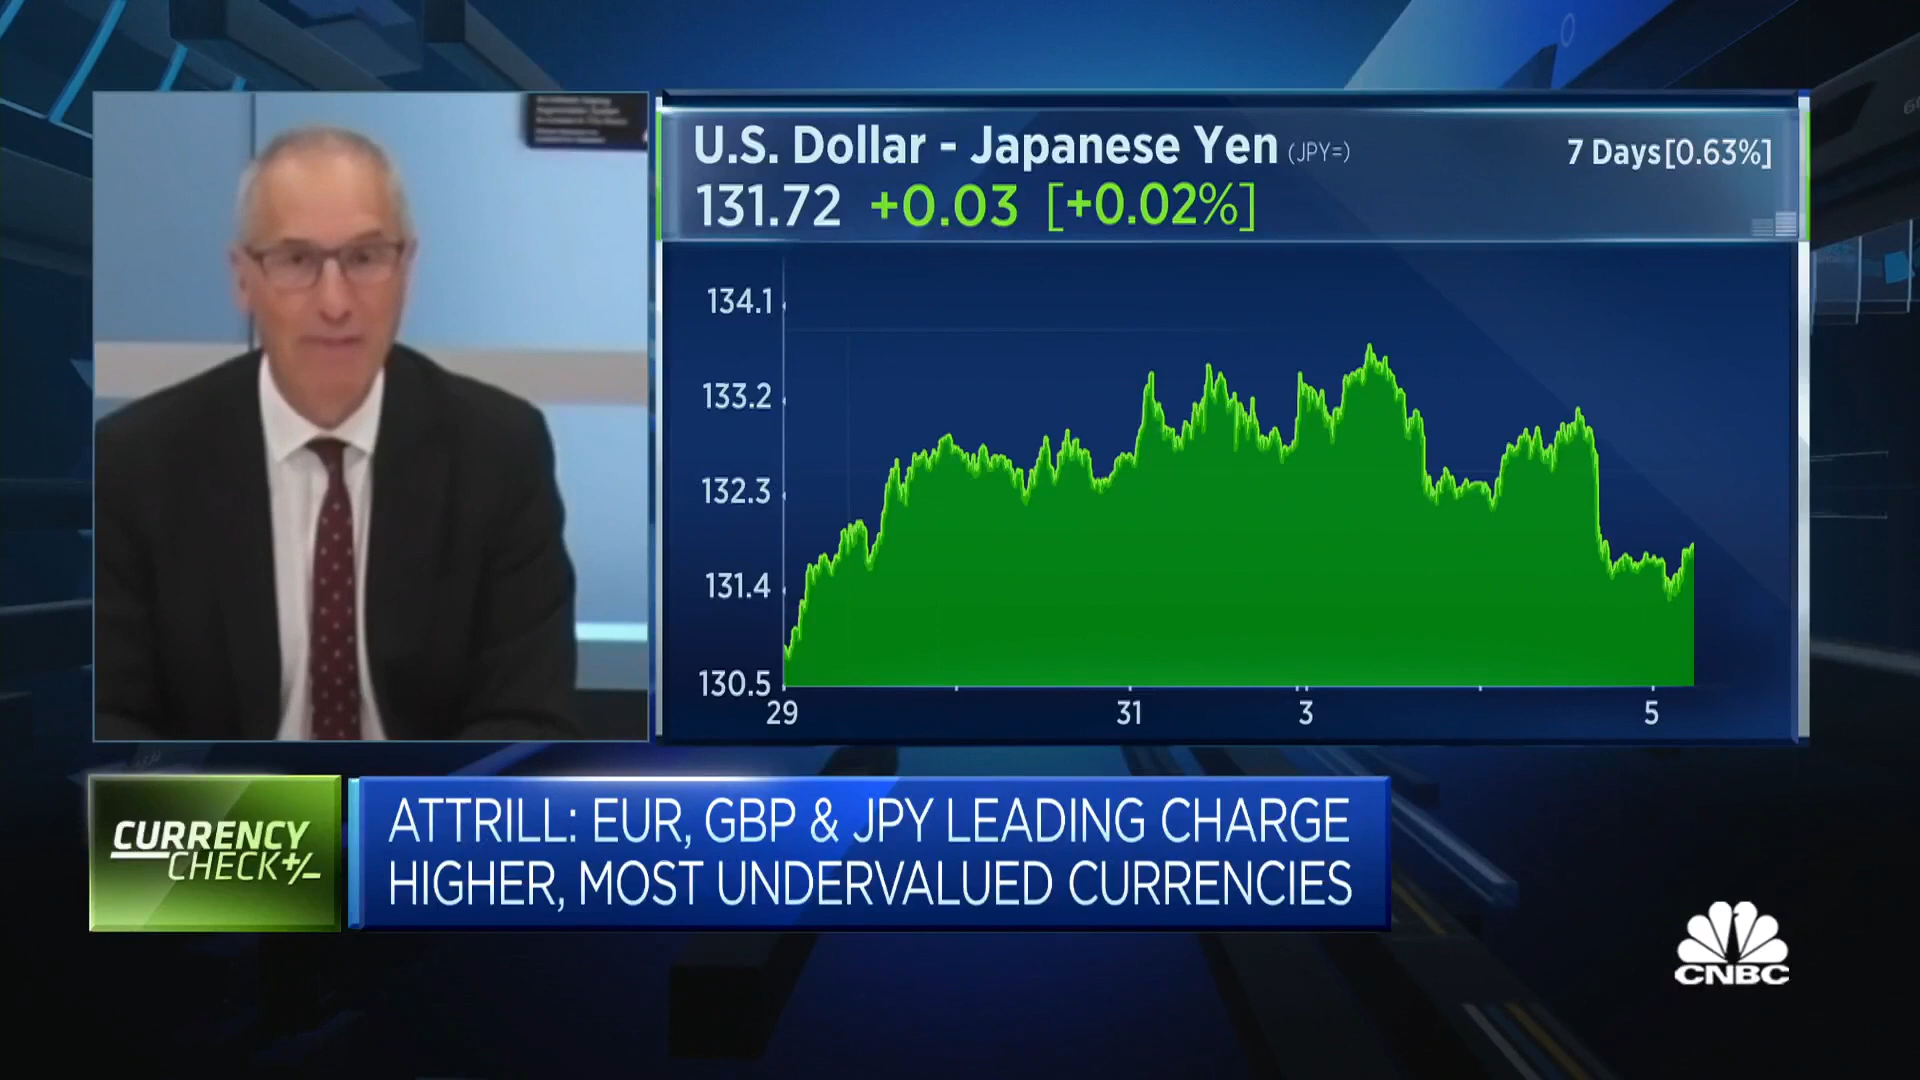 U.S. Dollar - Japanese Yen (JPY=)
7 Days [0.63%]
131.72 +0.03 [+0.02%]
134.1
133.2
132.3
131.4
130.5
29 31 3 5
CURRENCY
CHECK +/-
ATTRILL: EUR, GBP & JPY LEADING CHARGE
HIGHER, MOST UNDERVALUED CURRENCIES
CNBC